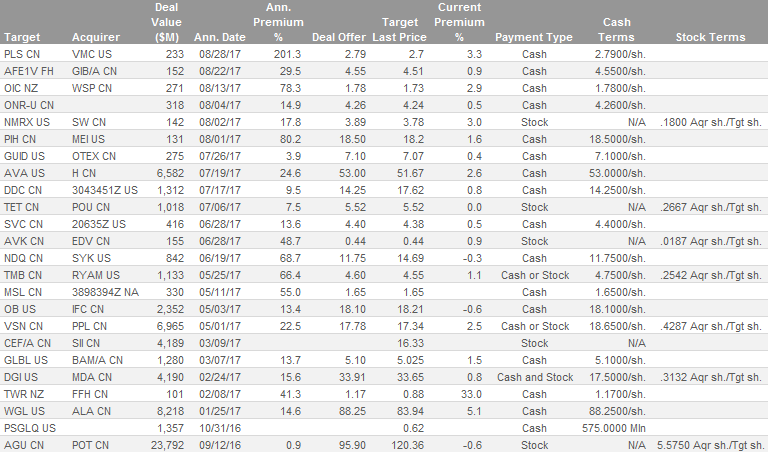 Deal Ann. Target Current
Value Premium Premium Cash
Target Acquirer ($M) Ann. Date % Deal Offer Last Price % Payment Type Terms Stock Terms
PLS CN VMC US 233 08/28/17 201.3 2.79 2.7 3.3 Cash 2.7900/sh.
AFE1V FH GIB/A CN 152 08/22/17 29.5 4.55 4.51 0.9 Cash 4.5500/sh.
OIC NZ WSP CN 271 08/13/17 78.3 1.78 1.73 2.9 Cash 1.7800/sh.
ONR-U CN 318 08/04/17 14.9 4.26 4.24 0.5 Cash 4.2600/sh.
NMRX US SW CN 142 08/02/17 17.8 3.89 3.78 3.0 Stock N/A .1800 Aqr sh./Tgt sh.
PIH CN MEI US 131 08/01/17 80.2 18.50 18.2 1.6 Cash 18.5000/sh.
GUID US OTEX CN 275 07/26/17 3.9 7.10 7.07 0.4 Cash 7.1000/sh.
AVA US H CN 6,582 07/19/17 24.6 53.00 51.67 2.6 Cash 53.0000/sh.
DDC CN 3043451Z US 1,312 07/17/17 9.5 14.25 17.62 0.8 Cash 14.2500/sh.
TET CN POU CN 1,018 07/06/17 7.5 5.52 5.52 0.0 Stock N/A .2667 Aqr sh./Tgt sh.
SVC CN 20635Z US 416 06/28/17 13.6 4.40 4.38 0.5 Cash 4.4000/sh.
AVK CN EDV CN 155 06/28/17 48.7 0.44 0.44 0.9 Stock N/A .0187 Aqr sh./Tgt sh.
NDQ CN SYK US 842 06/19/17 68.7 11.75 14.69 -0.3 Cash 11.7500/sh.
TMB CN RYAM US 1,133 05/25/17 66.4 4.60 4.55 1.1 Cash or Stock 4.7500/sh. .2542 Aqr sh./Tgt sh.
MSL CN 3898394Z NA 330 05/11/17 55.0 1.65 1.65 Cash 1.6500/sh.
OB US IFC CN 2,352 05/03/17 13.4 18.10 18.21 -0.6 Cash 18.1000/sh.
VSN CN PPL CN 6,965 05/01/17 22.5 17.78 17.34 2.5 Cash or Stock 18.6500/sh. .4287 Aqr sh./Tgt sh.
CEF/A CN SII CN 4,189 03/09/17 16.33 Stock N/A
GLBL US BAM/A CN 1,280 03/07/17 13.7 5.10 5.025 1.5 Cash 5.1000/sh.
DGI US MDA CN 4,190 02/24/17 15.6 33.91 33.65 0.8 Cash and Stock 17.5000/sh. .3132 Aqr sh./Tgt sh.
TWR NZ FFH CN 101 02/08/17 41.3 1.17 0.88 33.0 Cash 1.1700/sh.
WGL US ALA CN 8,218 01/25/17 14.6 88.25 83.94 5.1 Cash 88.2500/sh.
PSGLQ US 1,357 10/31/16 0.62 Cash 575.0000 Mln
AGU CN POT CN 23,792 09/12/16 0.9 95.90 120.36 -0.6 Stock N/A 5.5750 Aqr sh./Tgt sh.